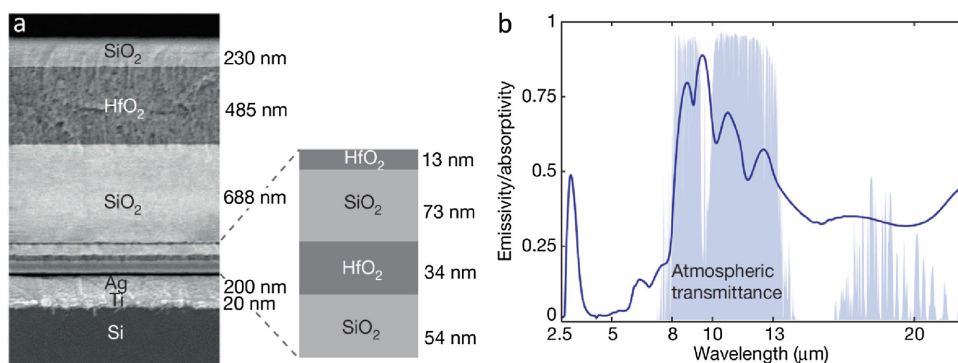 a
SiO2
230 nm
HfO2
485 nm
SiO2
688 nm
Ag
200 nm
Ti
20 nm
Si
HfO2
13 nm
SiO2
73 nm
HfO2
34 nm
SiO2
54 nm
b
Emissivity/absorptivity
1
0.75
0.5
0.25
0
Atmospheric
transmittance
2.5 5 8 10 13 20
Wavelength (μm)